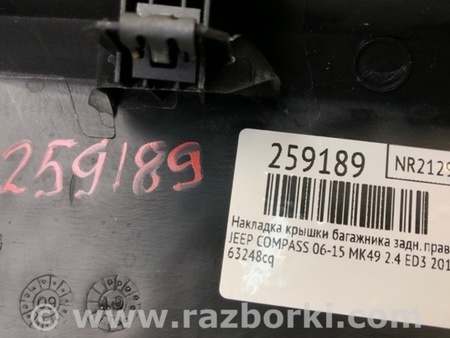 259189
259189
NR2129
Накладка крышки багажника задн. прав
JEEP COMPASS 06-15 MK49 2.4 ED3 201
63248cq
www.razborki.com